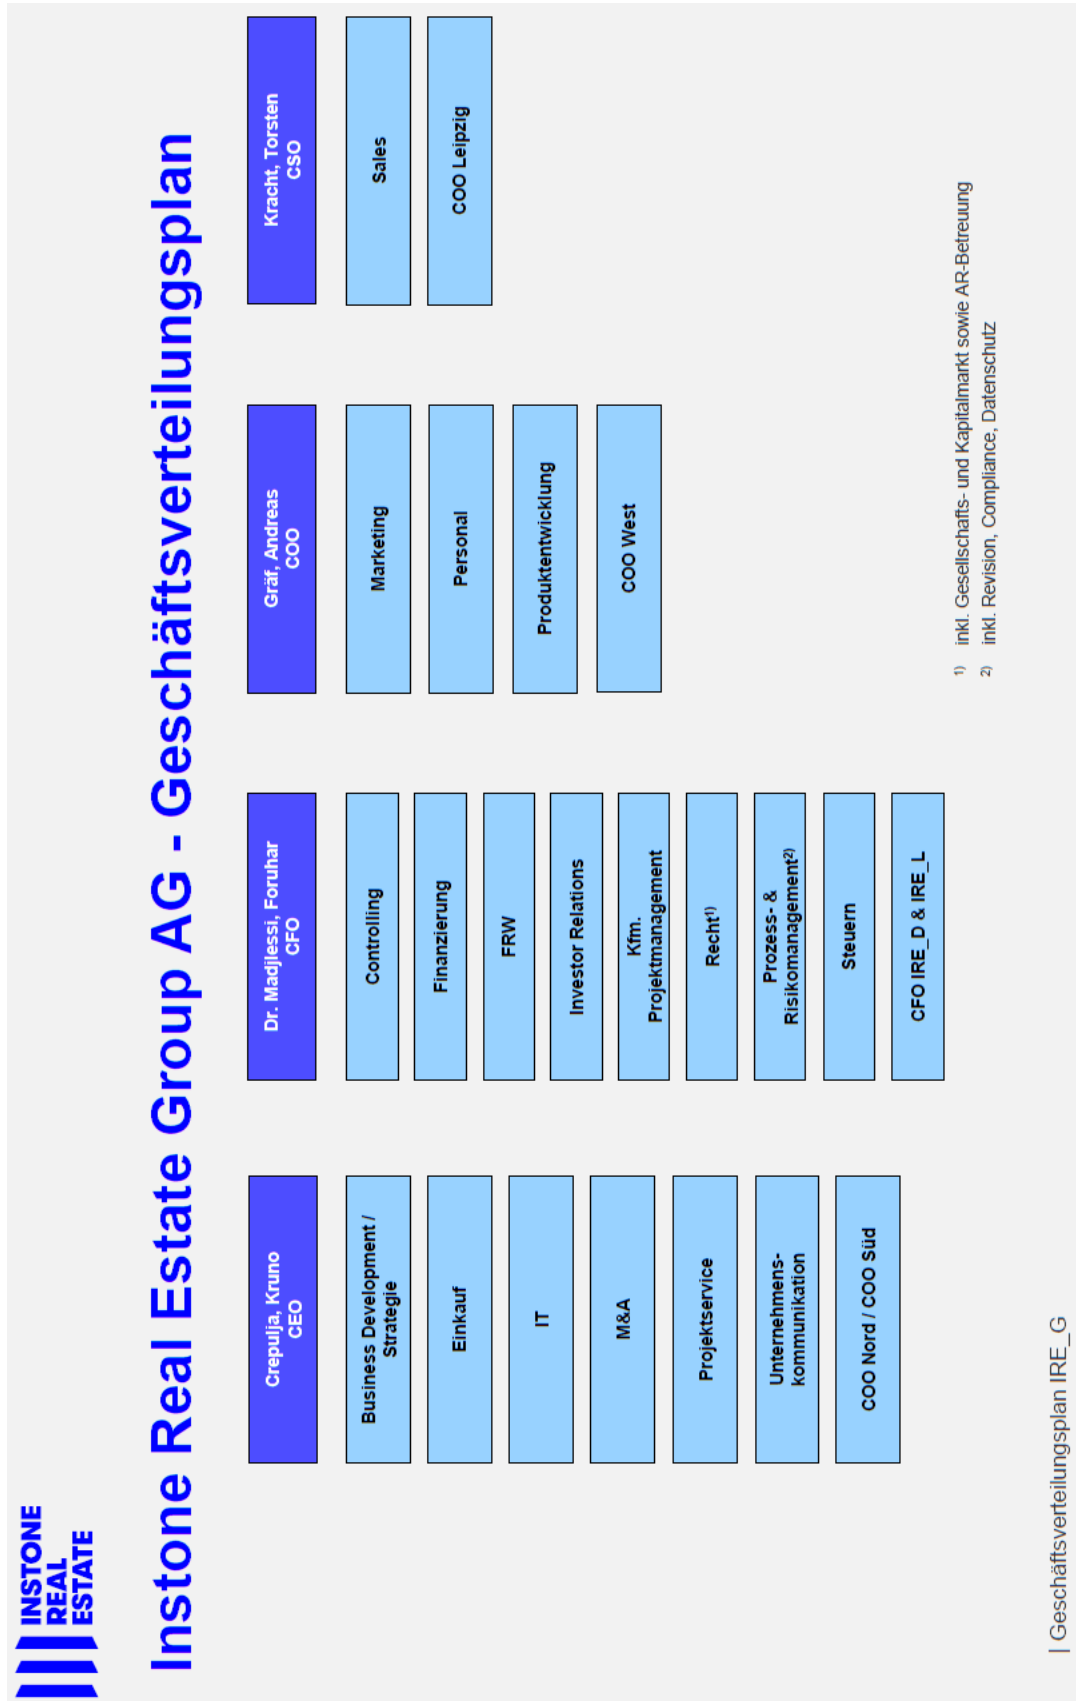 INSTONE
REAL
ESTATE
Instone Real Estate Group AG - Geschäftsverteilungsplan
Crepulja, Kruno
CEO
Business Development /
Strategie
Einkauf
IT
M&A
Projektservice
Unternehmens-
kommunikation
COO Nord / COO Süd
Dr. Madjlessi, Foruhar
CFO
Controlling
Finanzierung
FRW
Investor Relations
Kfm.
Projektmanagement
Recht¹⁾
Prozess- &
Risikomanagement²⁾
Steuern
CFO IRE_D & IRE_L
Gräf, Andreas
COO
Marketing
Personal
Produktentwicklung
COO West
Kracht, Torsten
CSO
Sales
COO Leipzig
¹⁾ inkl. Gesellschafts- und Kapitalmarkt sowie AR-Betreuung
²⁾ inkl. Revision, Compliance, Datenschutz
| Geschäftsverteilungsplan IRE_G